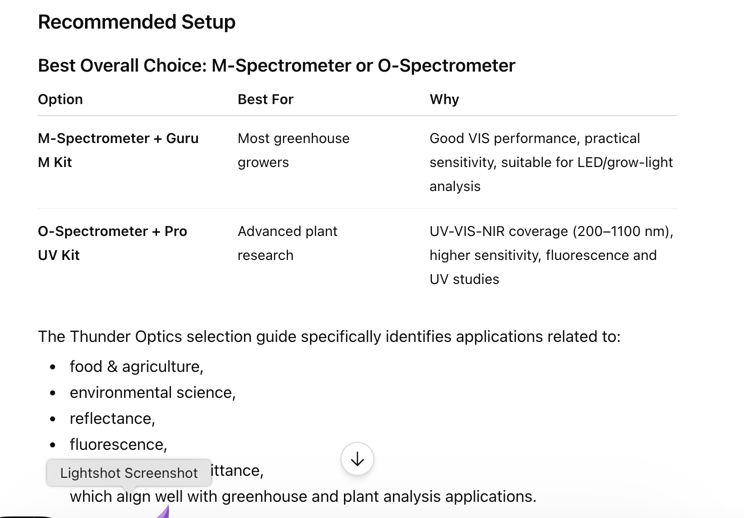 Recommended Setup
Best Overall Choice: M-Spectrometer or O-Spectrometer
Option Best For Why
M-Spectrometer + Guru Most greenhouse Good VIS performance, practical
M Kit growers sensitivity, suitable for LED/grow-light
analysis
O-Spectrometer + Pro Advanced plant UV-VIS-NIR coverage (200–1100 nm),
UV Kit research higher sensitivity, fluorescence and
UV studies
The Thunder Optics selection guide specifically identifies applications related to:
• food & agriculture,
• environmental science,
• reflectance,
• fluorescence,
Lightshot Screenshot ittance,
which align well with greenhouse and plant analysis applications.